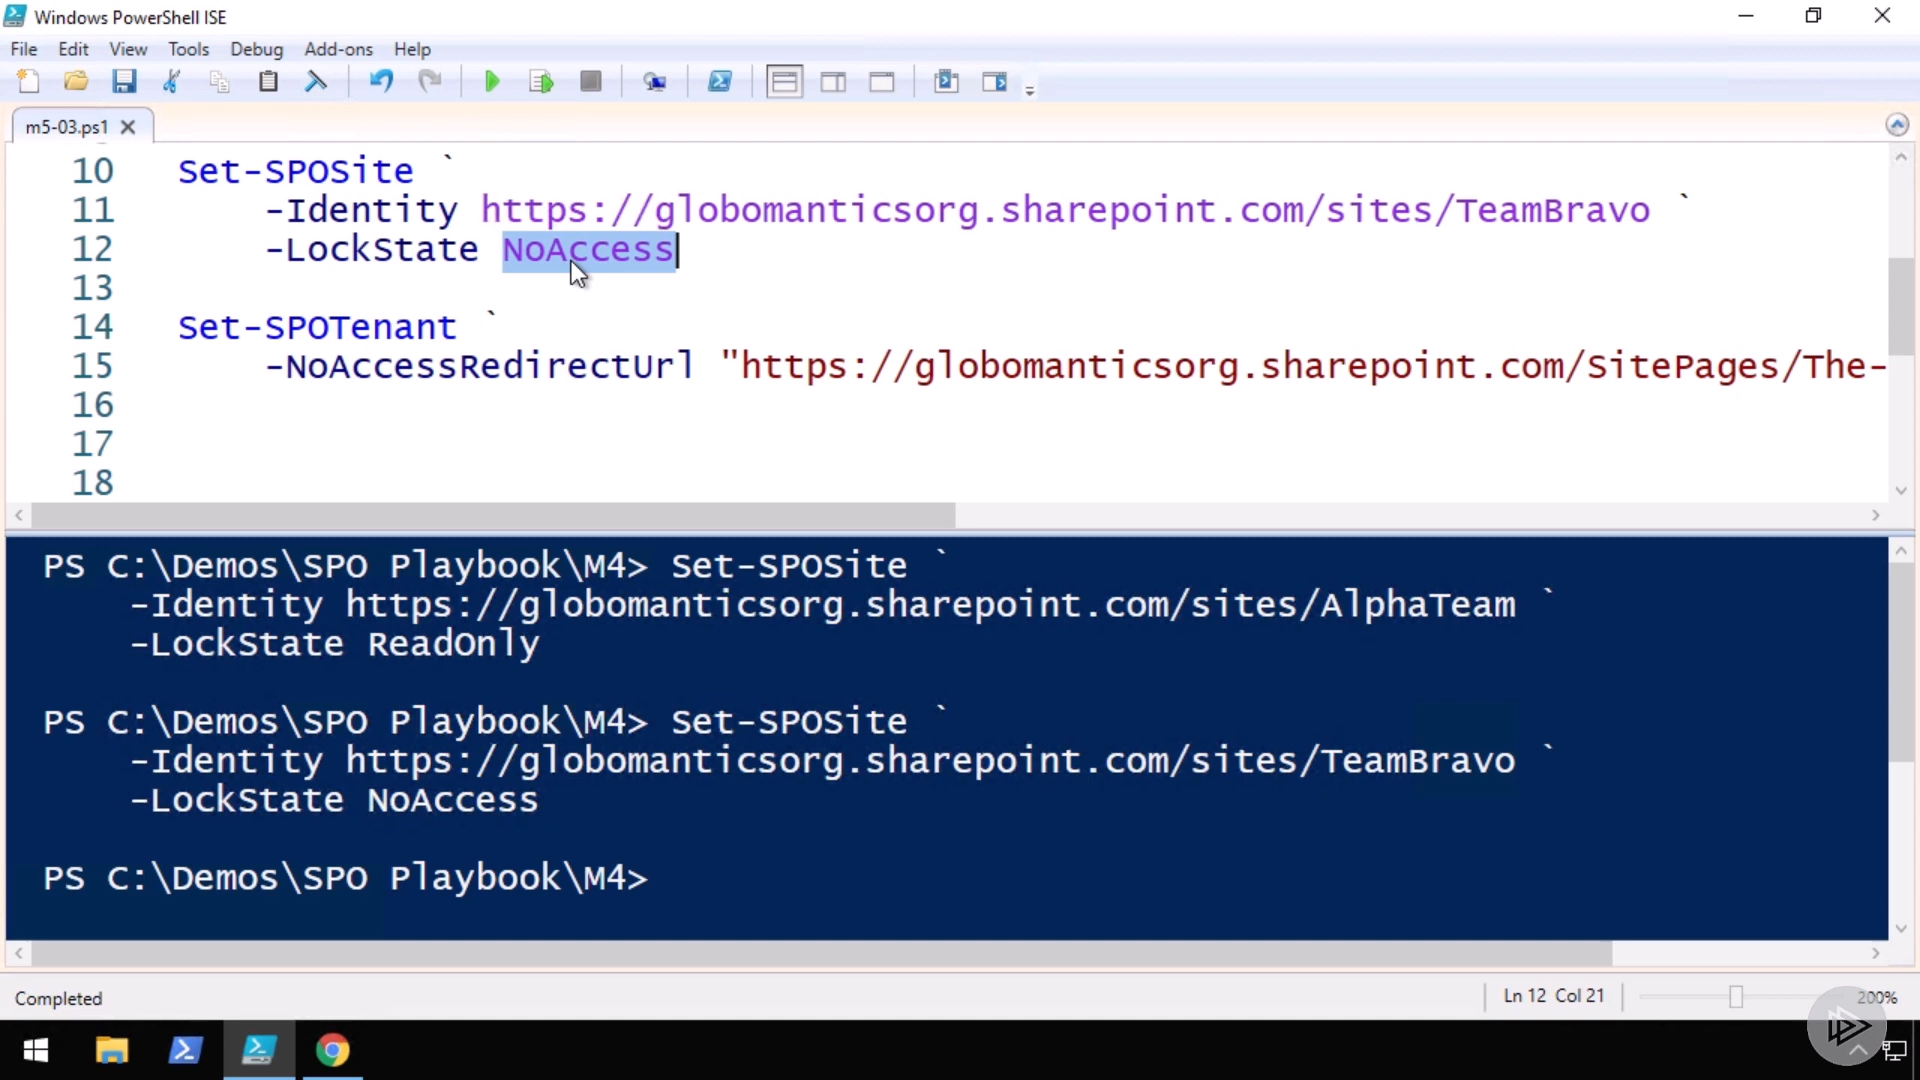 Windows PowerShell ISE
File Edit View Tools Debug Add-ons Help
m5-03.ps1
10 Set-SPOSite `
11 -Identity https://globomanticsorg.sharepoint.com/sites/TeamBravo `
12 -LockState NoAccess
13
14 Set-SPOTenant `
15 -NoAccessRedirectUrl "https://globomanticsorg.sharepoint.com/SitePages/The-
16
17
18
PS C:\Demos\SPO Playbook\M4> Set-SPOSite `
-Identity https://globomanticsorg.sharepoint.com/sites/AlphaTeam `
-LockState ReadOnly
PS C:\Demos\SPO Playbook\M4> Set-SPOSite `
-Identity https://globomanticsorg.sharepoint.com/sites/TeamBravo `
-LockState NoAccess
PS C:\Demos\SPO Playbook\M4>
Completed Ln 12 Col 21 200%